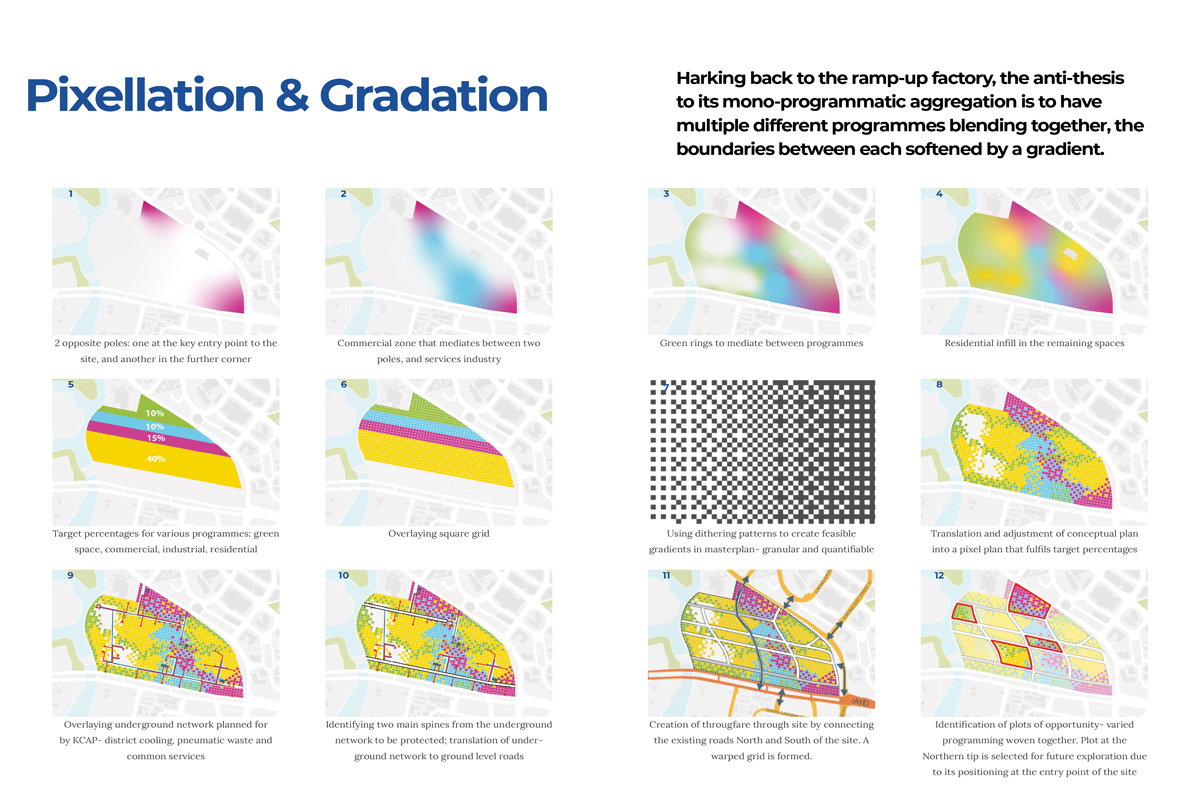 Pixellation & Gradation
Harking back to the ramp-up factory, the anti-thesis
to its mono-programmatic aggregation is to have
multiple different programmes blending together, the
boundaries between each softened by a gradient.
1
2 opposite poles: one at the key entry point to the
site, and another in the further corner
2
Commercial zone that mediates between two
poles, and services industry
3
Green rings to mediate between programmes
4
Residential infill in the remaining spaces
5
10%
10%
15%
40%
Target percentages for various programmes: green
space, commercial, industrial, residential
6
Overlaying square grid
7
Using dithering patterns to create feasible
gradients in masterplan- granular and quantifiable
8
Translation and adjustment of conceptual plan
into a pixel plan that fulfils target percentages
9
Overlaying underground network planned for
by KCAP- district cooling, pneumatic waste and
common services
10
Identifying two main spines from the underground
network to be protected; translation of under-
ground network to ground level roads
11
(AYE)
Creation of througfare through site by connecting
the existing roads North and South of the site. A
warped grid is formed.
12
Identification of plots of opportunity- varied
programming woven together. Plot at the
Northern tip is selected for future exploration due
to its positioning at the entry point of the site